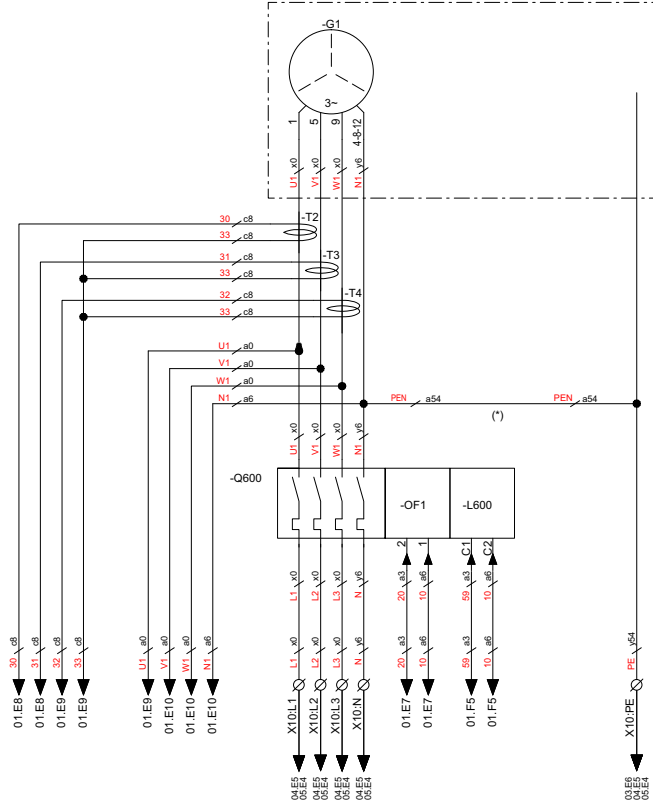 -G1
3~
1
5
9
4-8-12
U1 x0
V1 x0
W1 x0
N1 y6
30 c8
-T2
33 c8
31 c8
-T3
33 c8
32 c8
-T4
33 c8
U1 a0
V1 a0
W1 a0
N1 a6
PEN a54
PEN a54
(*)
U1 x0
V1 x0
W1 x0
N1 y6
-Q600
-OF1
-L600
2
1
C1
C2
L1 x0
L2 x0
L3 x0
N y6
20 a3
10 a6
59 a3
10 a6
30 c8
31 c8
32 c8
33 c8
U1 a0
V1 a0
W1 a0
N1 a6
L1 x0
L2 x0
L3 x0
N y6
20 a3
10 a6
59 a3
10 a6
PE y54
01.E8
01.E8
01.E9
01.E9
01.E9
01.E10
01.E10
01.E10
X10:L1
X10:L2
X10:L3
X10:N
01.E7
01.E7
01.F5
01.F5
X10:PE
04.E5
05.E4
04.E5
05.E4
04.E5
05.E4
04.E5
05.E4
03.E6
04.E5
05.E4